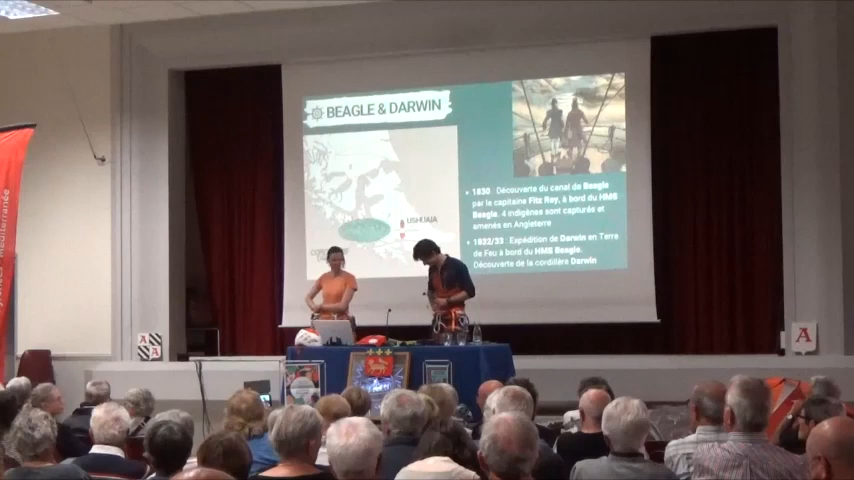 BEAGLE & DARWIN
USHUAIA
• 1830 : Découverte du canal de Beagle
par le capitaine Fitz Roy, à bord du HMS
Beagle. 4 indigènes sont capturés et
amenés en Angleterre
• 1832/33 : Expédition de Darwin en Terre
de Feu à bord du HMS Beagle.
Découverte de la cordillère Darwin
Méditerranée
A
A
A